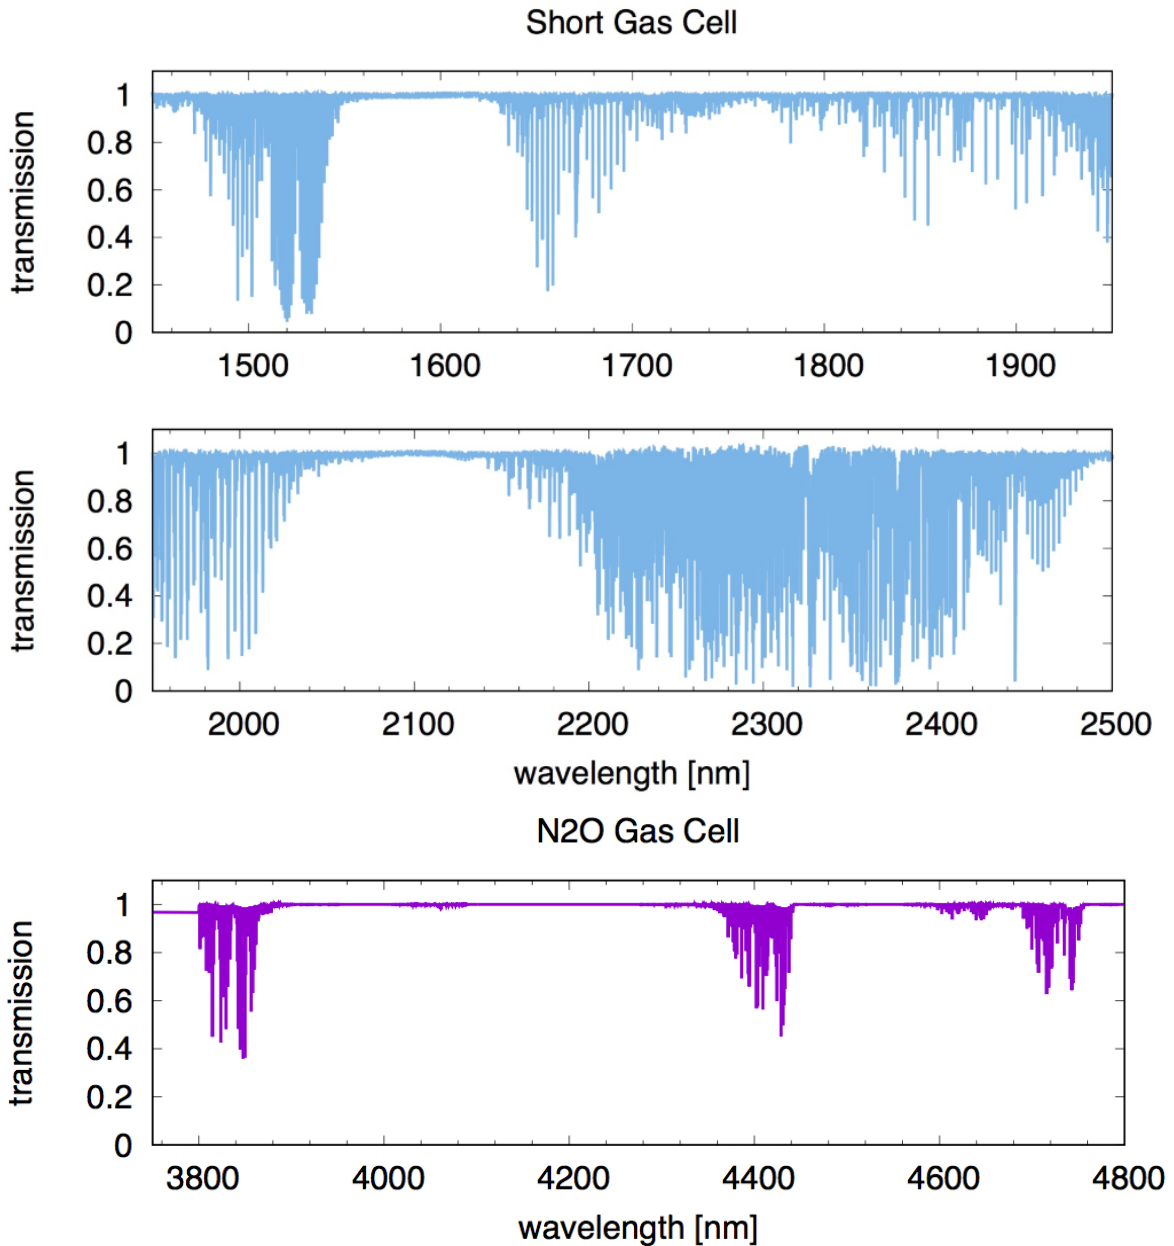 Short Gas Cell
transmission
1
0.8
0.6
0.4
0.2
0
1500 1600 1700 1800 1900
transmission
1
0.8
0.6
0.4
0.2
0
2000 2100 2200 2300 2400 2500
wavelength [nm]
N2O Gas Cell
transmission
1
0.8
0.6
0.4
0.2
0
3800 4000 4200 4400 4600 4800
wavelength [nm]